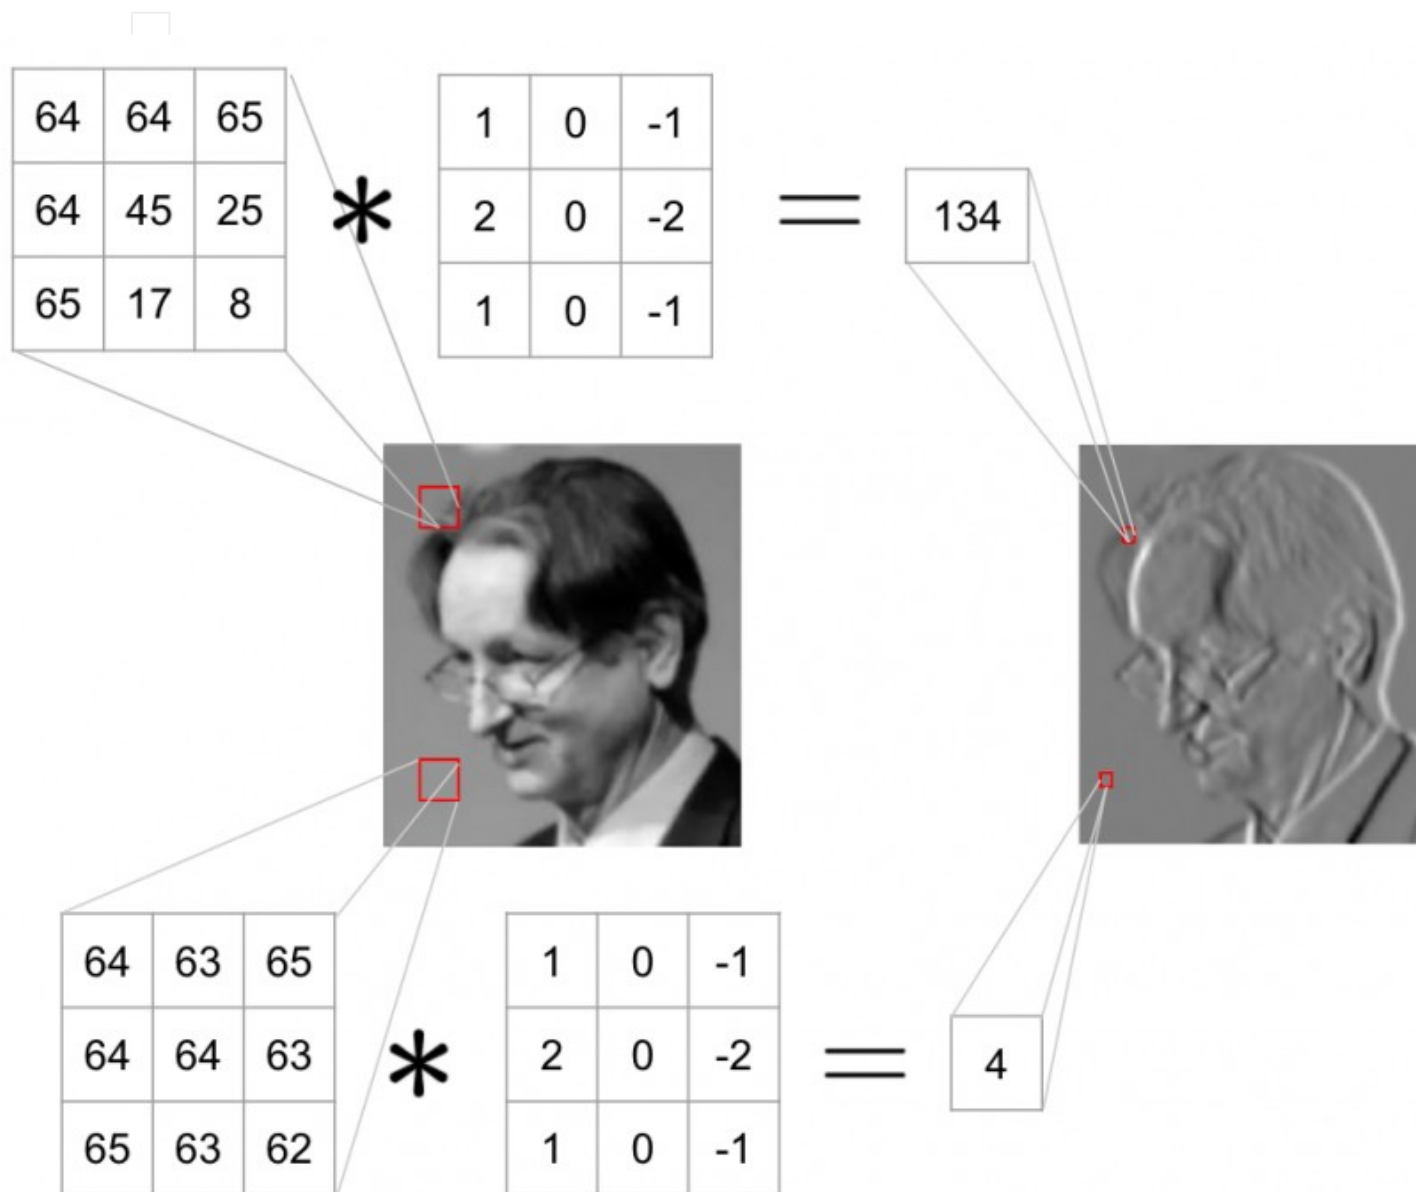 64 64 65 1 0 -1
64 45 25 * 2 0 -2 = 134
65 17 8 1 0 -1
64 63 65 1 0 -1
64 64 63 * 2 0 -2 = 4
65 63 62 1 0 -1